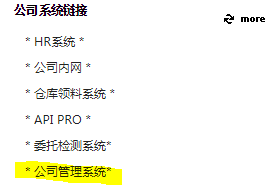 公司系统链接
more
* HR系统 *
* 公司内网 *
* 仓库领料系统 *
* API PRO *
* 委托检测系统*
* 公司管理系统*